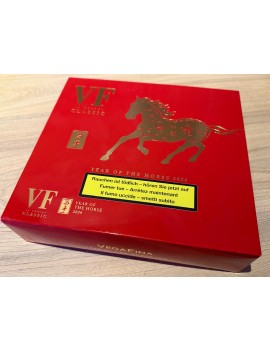 VF
CLASSIC
YEAR OF THE HORSE 2026
Rauchen ist tödlich – hören Sie jetzt auf
Fumer tue – Arrêtez maintenant
Il fumo uccide – smetti subito
VF
CLASSIC
YEAR OF
THE HORSE
2026
VEGAFINA